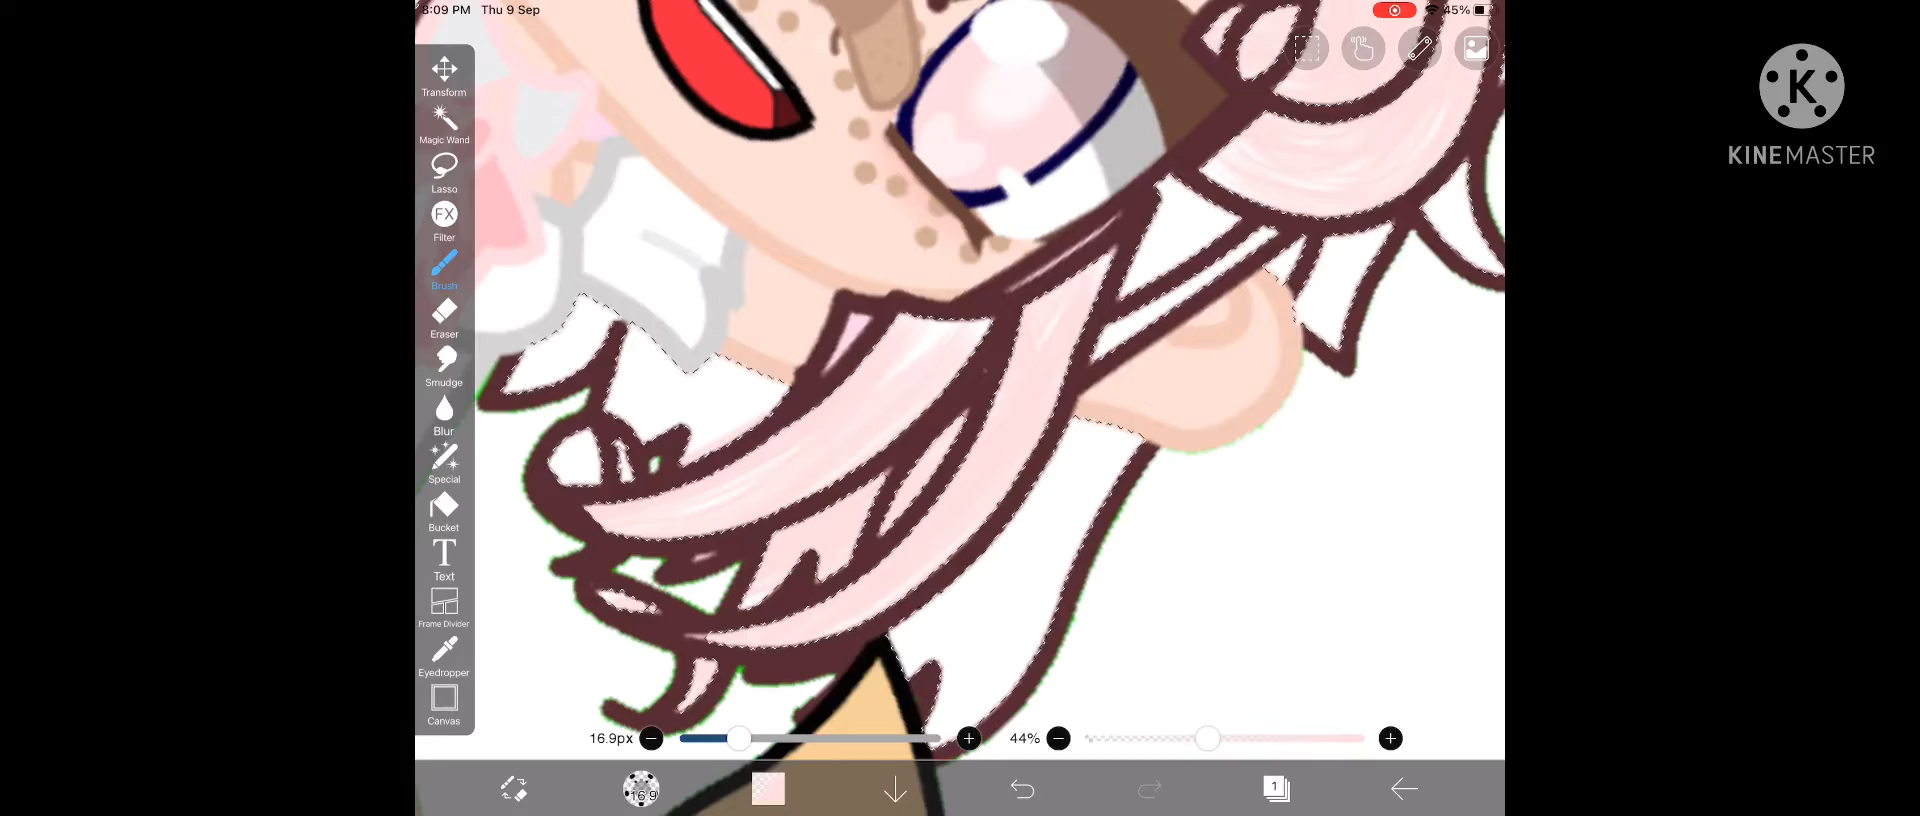 8:09 PM Thu 9 Sep
45%
K
KINEMASTER
Transform
Magic Wand
Lasso
FX
Filter
Brush
Eraser
Smudge
Blur
Special
Bucket
T
Text
Frame Divider
Eyedropper
Canvas
16.9px
44%
16.9
1